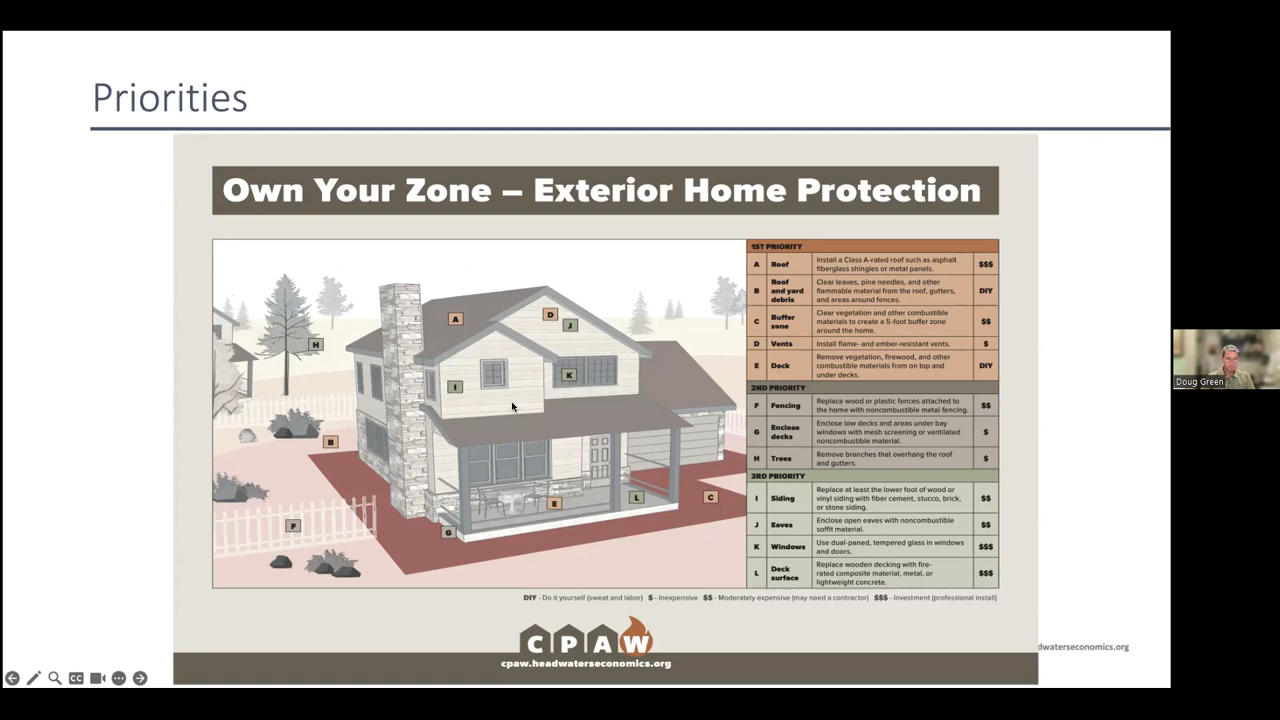 Priorities
Own Your Zone – Exterior Home Protection
A
D
J
H
I
K
B
F
E
L
C
G
1ST PRIORITY
A Roof Install a Class A-rated roof such as asphalt
fiberglass shingles or metal panels. $$$
B Roof and yard debris Clear leaves, pine needles, and other
flammable material from the roof, gutters,
and areas around fences. DIY
C Buffer zone Clear vegetation and other combustible
materials to create a 5-foot buffer zone
around the home. $$
D Vents Install flame- and ember-resistant vents. $
E Deck Remove vegetation, firewood, and other
combustible materials from on top and
under decks. DIY
2ND PRIORITY
F Fencing Replace wood or plastic fences attached to
the home with noncombustible metal fencing. $$
G Enclose decks Enclose low decks and areas under bay
windows with mesh screening or ventilated
noncombustible material. $
H Trees Remove branches that overhang the roof
and gutters. $
3RD PRIORITY
I Siding Replace at least the lower foot of wood or
vinyl siding with fiber cement, stucco, brick,
or stone siding. $$
J Eaves Enclose open eaves with noncombustible
soffit material. $$
K Windows Use dual-paned, tempered glass in windows
and doors. $$$
L Deck surface Replace wooden decking with fire-
rated composite material, metal, or
lightweight concrete. $$$
DIY - Do it yourself (sweat and labor) $ - Inexpensive $$ - Moderately expensive (may need a contractor) $$$ - Investment (professional install)
CPAW
cpaw.headwaterseconomics.org
dwaterseconomics.org
CC
Doug Green